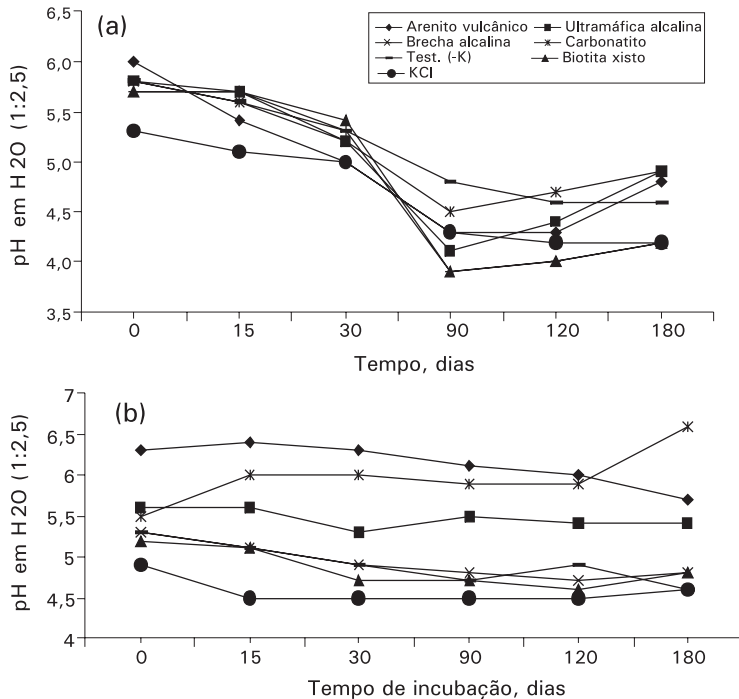 (a)
Arenito vulcânico
Ultramáfica alcalina
Brecha alcalina
Carbonatito
Test. (-K)
Biotita xisto
KCl
pH em H2O (1:2,5)
6,0
5,5
5,0
4,5
4,0
3,5
0 15 30 90 120 180
Tempo, dias
(b)
pH em H2O (1:2,5)
7
6,5
6
5,5
5
4,5
4
0 15 30 90 120 180
Tempo de incubação, dias